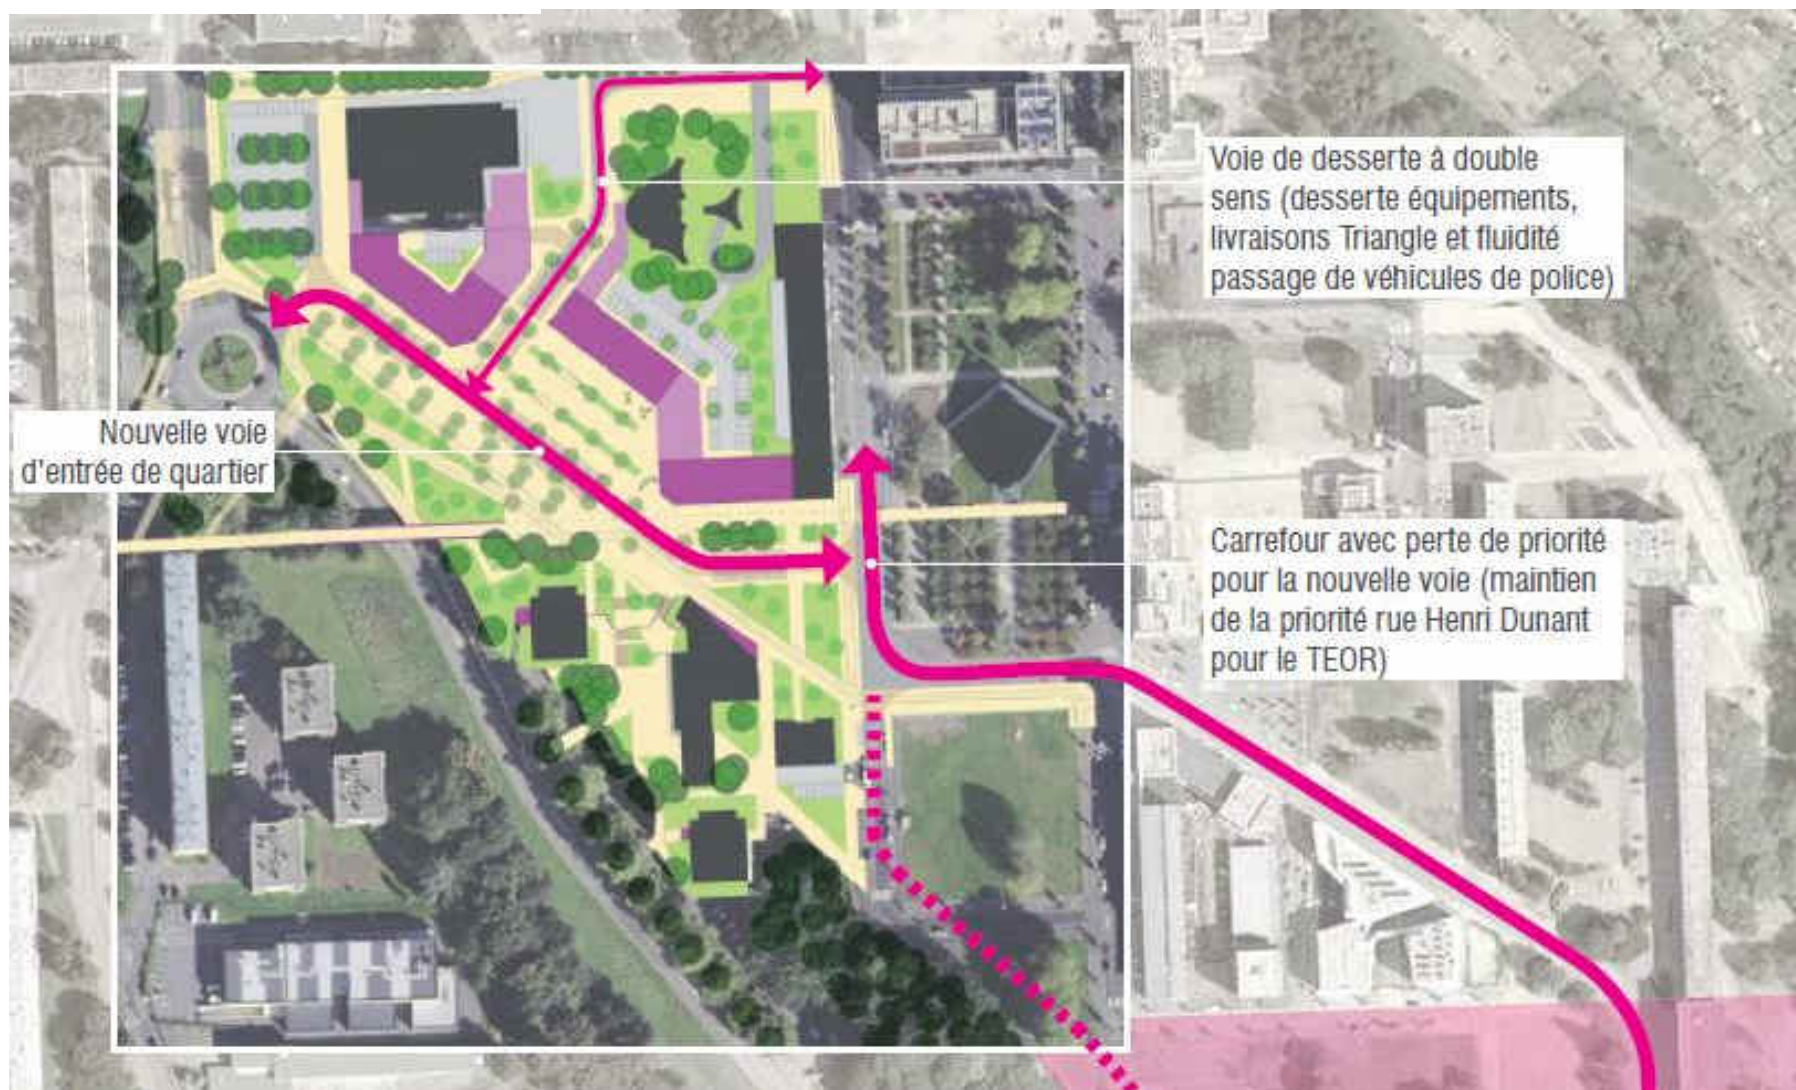 Voie de desserte à double
sens (desserte équipements,
livraisons Triangle et fluidité
passage de véhicules de police)
Nouvelle voie
d'entrée de quartier
Carrefour avec perte de priorité
pour la nouvelle voie (maintien
de la priorité rue Henri Dunant
pour le TEOR)